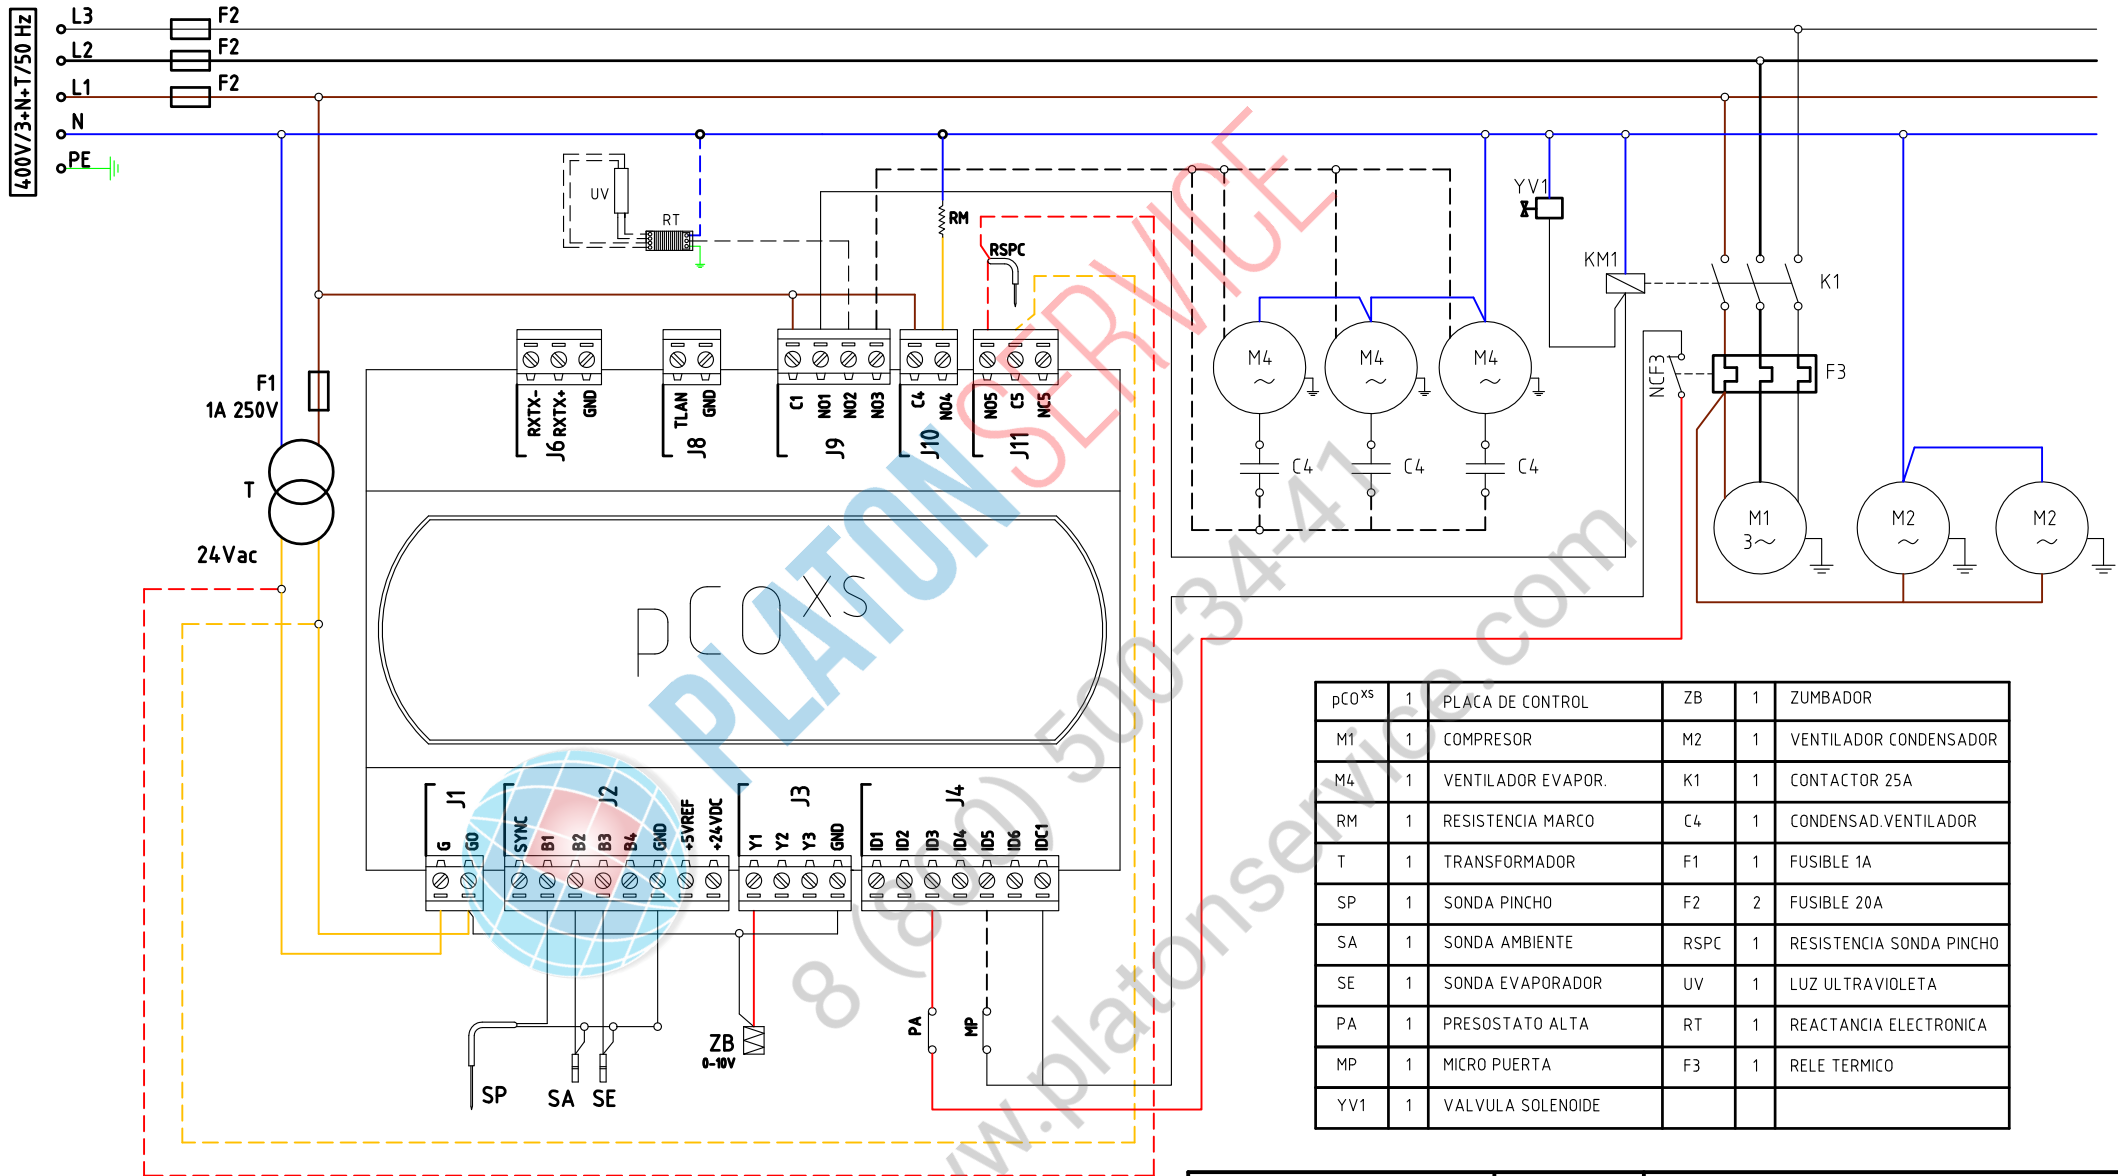 400V/3+N+T/50 Hz
L3
F2
L2
F2
L1
F2
N
PE
UV
RT
RM
RSPC
YV1
KM1
K1
NCF3
F3
F1
1A 250V
T
24Vac
RXTX-
RXTX+
GND
J6
TLAN
GND
J8
C1
NO1
NO2
NO3
J9
C4
NO4
J10
NO5
C5
NC5
J11
M4
~
M4
~
M4
~
C4
C4
C4
M1
3~
M2
~
M2
~
pCO XS
J1
G
G0
J2
SYNC
B1
B2
B3
B4
GND
+5VREF
+24VDC
J3
Y1
Y2
Y3
GND
J4
ID1
ID2
ID3
ID4
ID5
ID6
IDC1
SP
SA
SE
ZB
0-10V
PA
MP
pCO XS 1 PLACA DE CONTROL ZB 1 ZUMBADOR
M1 1 COMPRESOR M2 1 VENTILADOR CONDENSADOR
M4 1 VENTILADOR EVAPOR. K1 1 CONTACTOR 25A
RM 1 RESISTENCIA MARCO C4 1 CONDENSAD.VENTILADOR
T 1 TRANSFORMADOR F1 1 FUSIBLE 1A
SP 1 SONDA PINCHO F2 2 FUSIBLE 20A
SA 1 SONDA AMBIENTE RSPC 1 RESISTENCIA SONDA PINCHO
SE 1 SONDA EVAPORADOR UV 1 LUZ ULTRAVIOLETA
PA 1 PRESOSTATO ALTA RT 1 REACTANCIA ELECTRONICA
MP 1 MICRO PUERTA F3 1 RELE TERMICO
YV1 1 VALVULA SOLENOIDE
PLATONSERVICE
8 (800) 500-34-41
w.platonservice.com